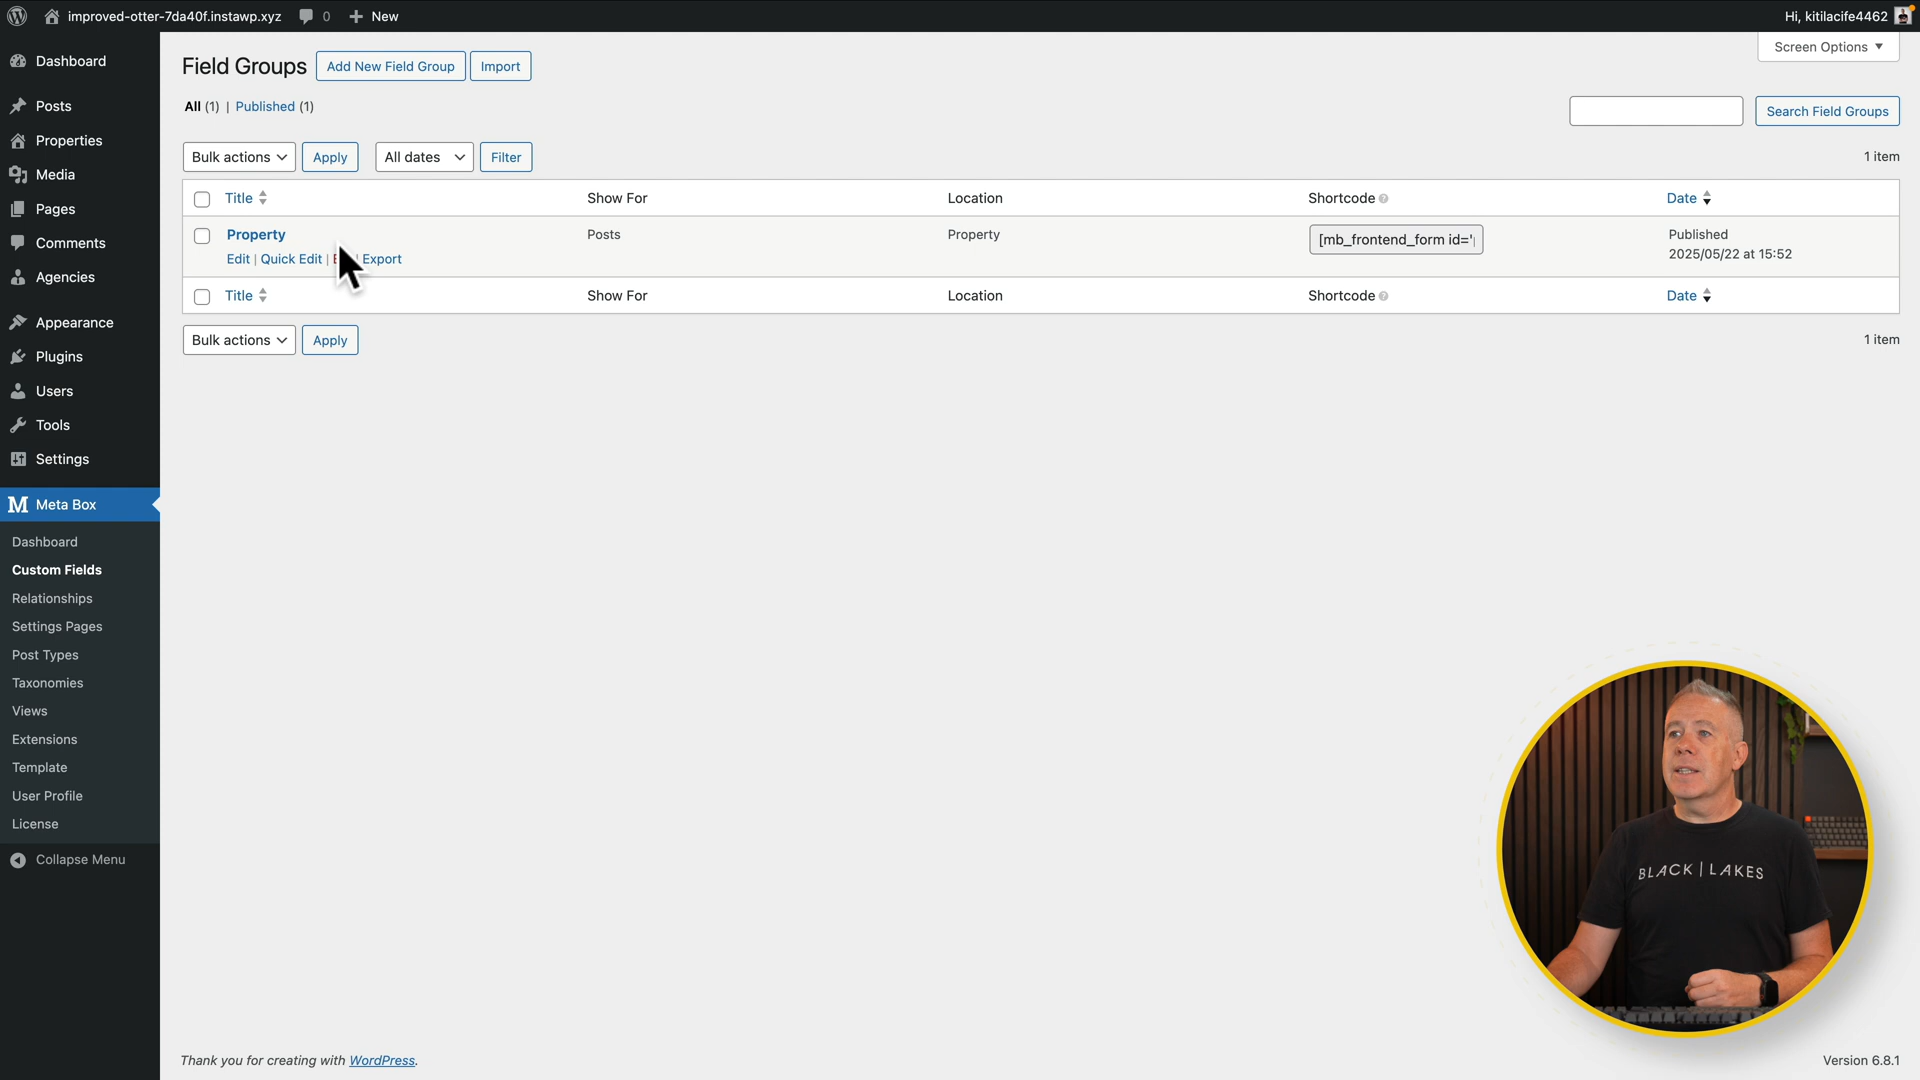 improved-otter-7da40f.instawp.xyz 0 New Hi, kitilacife4462
Screen Options
Dashboard
Posts
Properties
Media
Pages
Comments
Agencies
Appearance
Plugins
Users
Tools
Settings
Meta Box
Dashboard
Custom Fields
Relationships
Settings Pages
Post Types
Taxonomies
Views
Extensions
Template
User Profile
License
Collapse Menu
Field Groups Add New Field Group Import
All (1) | Published (1)
Search Field Groups
Bulk actions Apply All dates Filter 1 item
Title Show For Location Shortcode Date
Property Posts Property [mb_frontend_form id=' Published
Edit | Quick Edit | Export 2025/05/22 at 15:52
Title Show For Location Shortcode Date
Bulk actions Apply 1 item
BLACK | LAKES
Thank you for creating with WordPress. Version 6.8.1